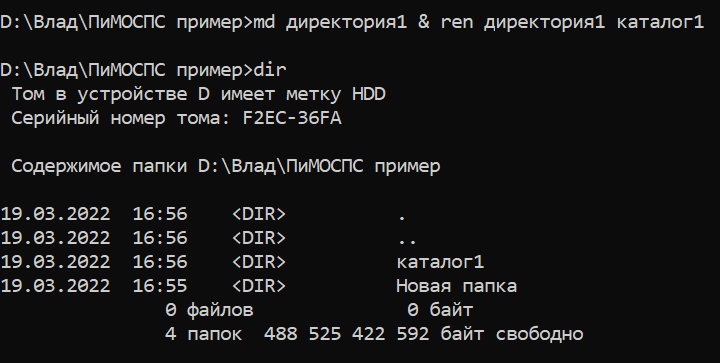 D:\Влад\ПиМОСПС пример>md директория1 & ren директория1 каталог1
D:\Влад\ПиМОСПС пример>dir
Том в устройстве D имеет метку HDD
Серийный номер тома: F2EC-36FA
Содержимое папки D:\Влад\ПиМОСПС пример
19.03.2022  16:56    <DIR>          .
19.03.2022  16:56    <DIR>          ..
19.03.2022  16:56    <DIR>          каталог1
19.03.2022  16:55    <DIR>          Новая папка
0 файлов              0 байт
4 папок  488 525 422 592 байт свободно